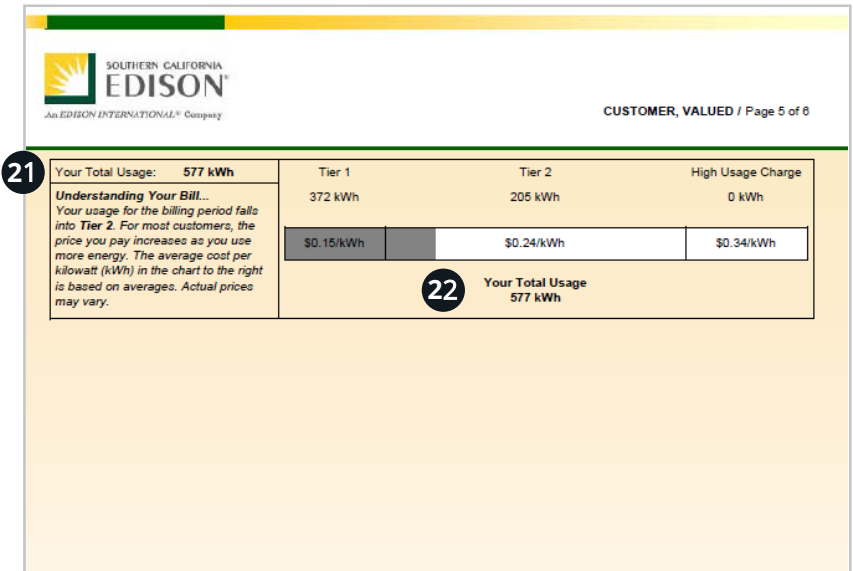 SOUTHERN CALIFORNIA
EDISON®
An EDISON INTERNATIONAL® Company
CUSTOMER, VALUED / Page 5 of 6
21
Your Total Usage: 577 kWh
Tier 1
Tier 2
High Usage Charge
Understanding Your Bill...
Your usage for the billing period falls
into Tier 2. For most customers, the
price you pay increases as you use
more energy. The average cost per
kilowatt (kWh) in the chart to the right
is based on averages. Actual prices
may vary.
372 kWh
205 kWh
0 kWh
$0.15/kWh
$0.24/kWh
$0.34/kWh
22
Your Total Usage
577 kWh